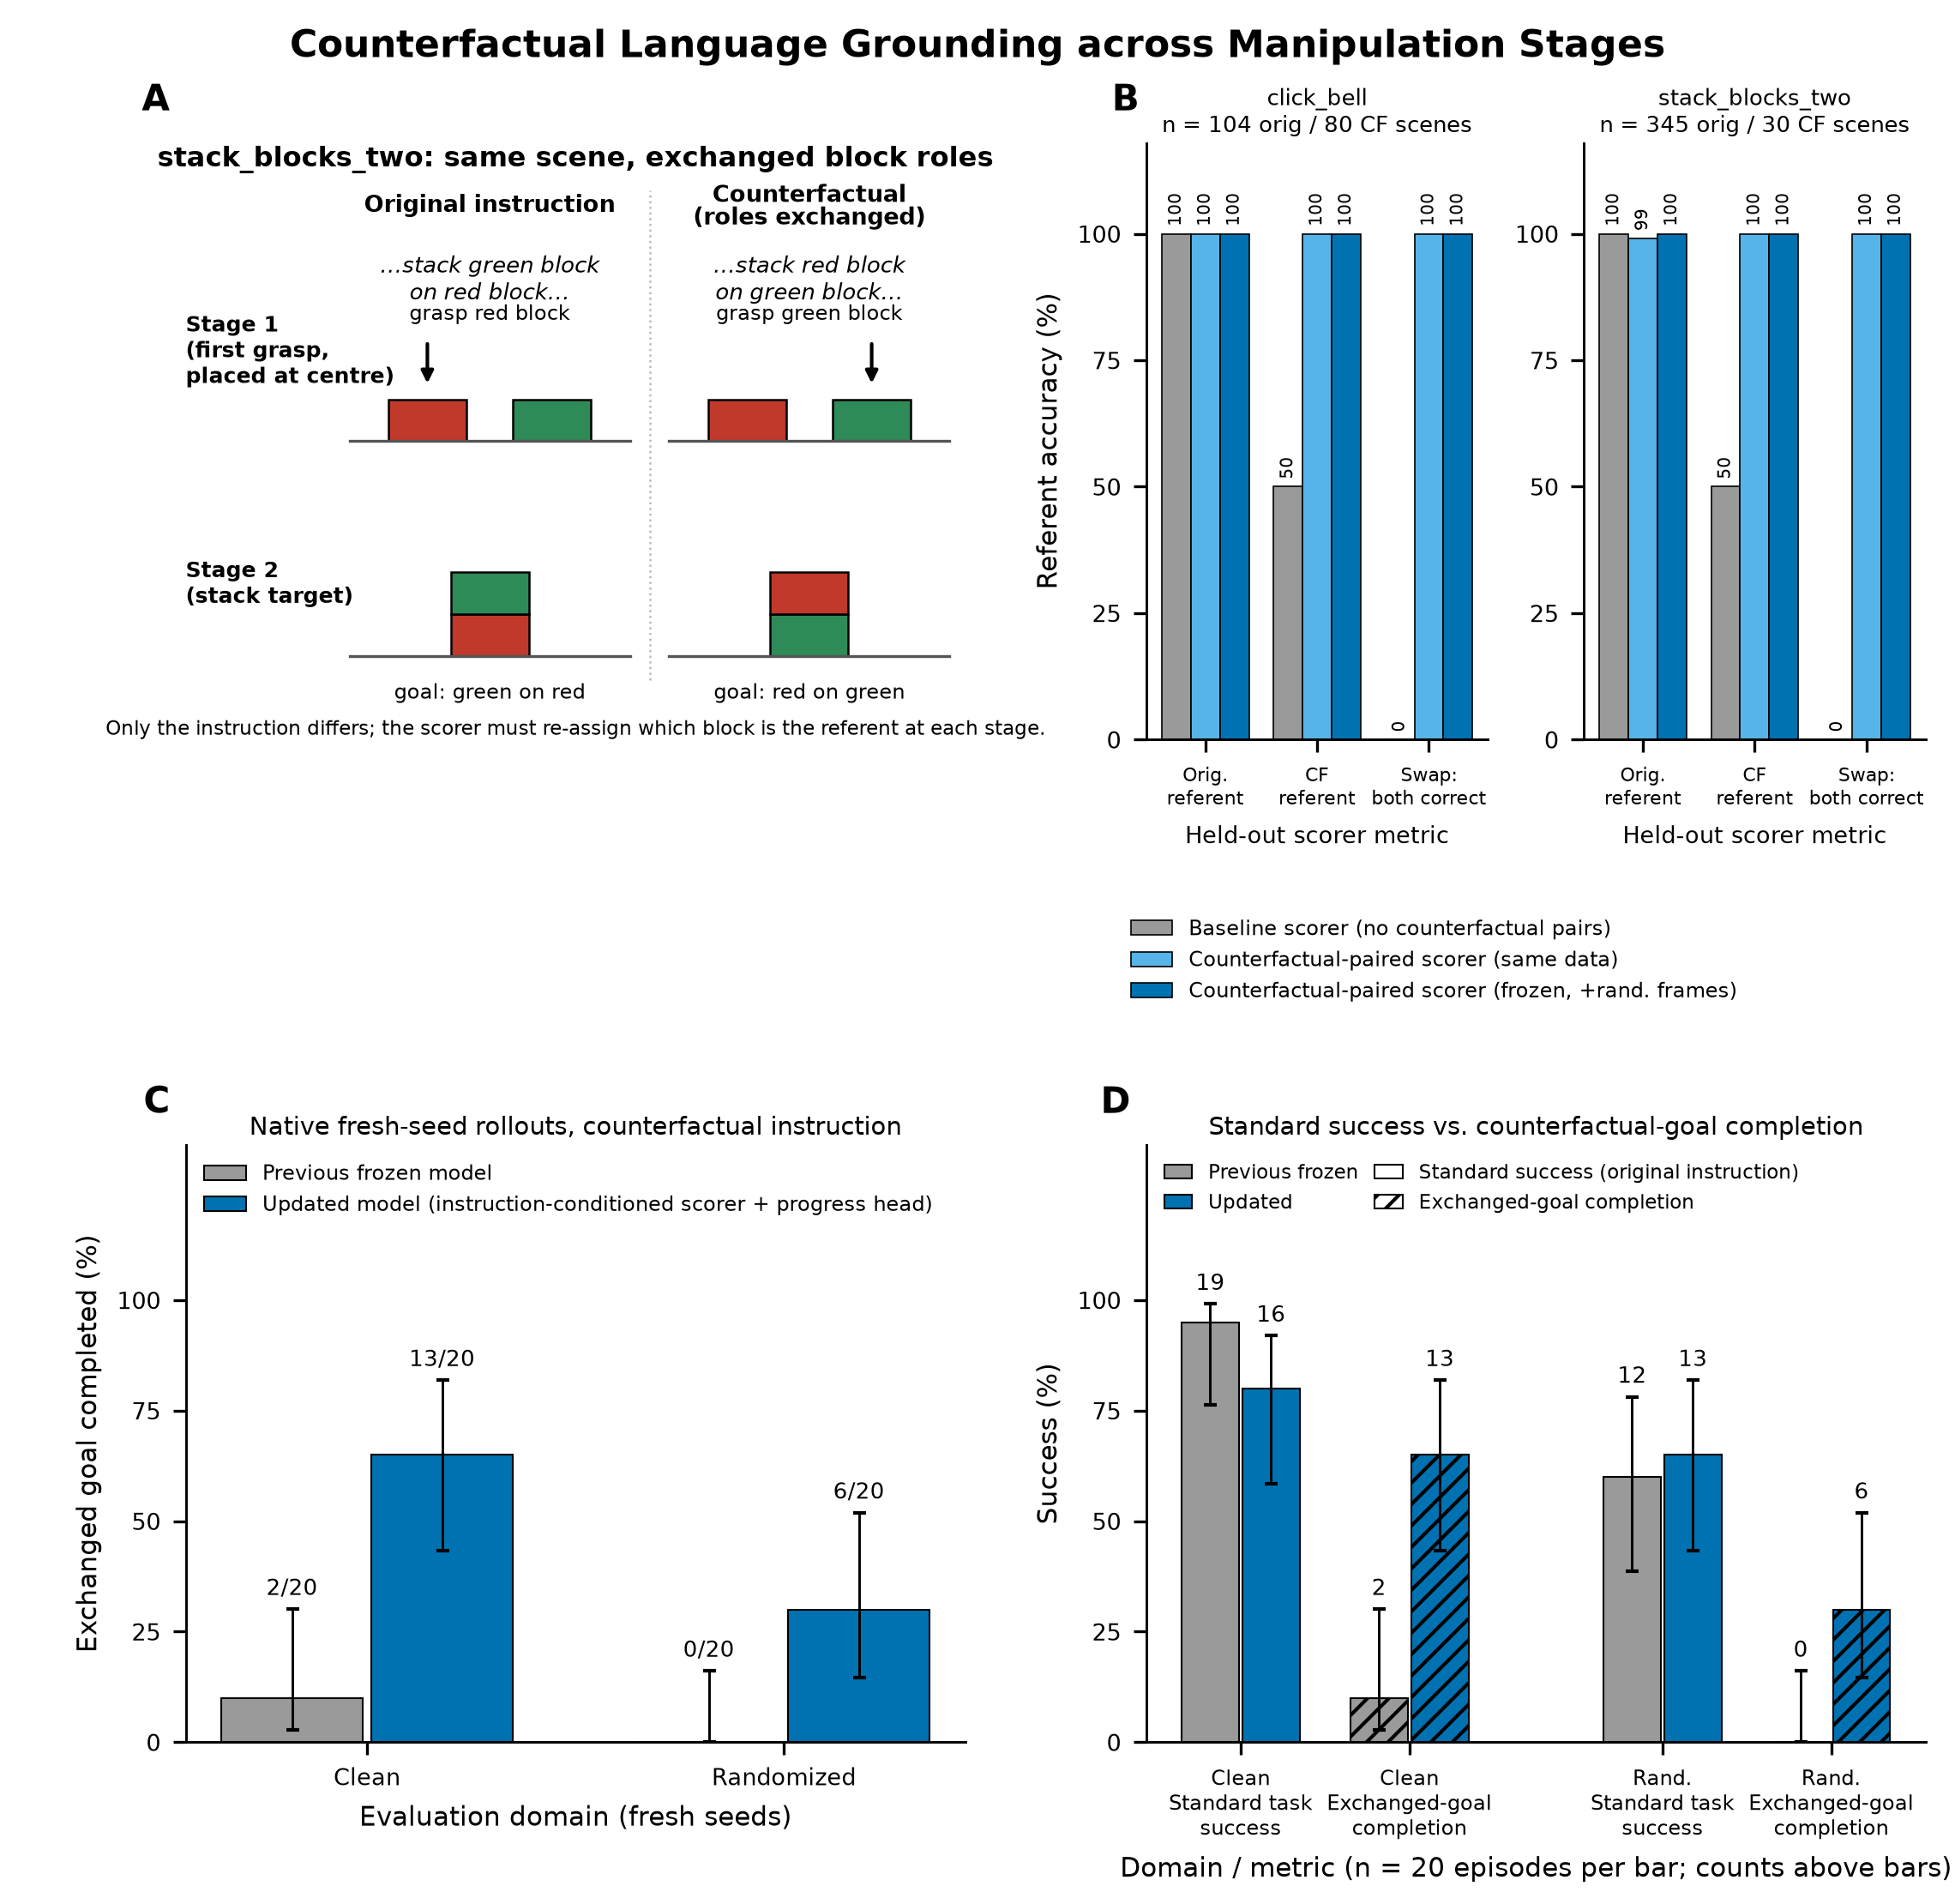 Counterfactual Language Grounding across Manipulation Stages
A
stack_blocks_two: same scene, exchanged block roles
Original instruction
Counterfactual
(roles exchanged)
...stack green block
on red block...
grasp red block
...stack red block
on green block...
grasp green block
Stage 1
(first grasp,
placed at centre)
Stage 2
(stack target)
goal: green on red
goal: red on green
Only the instruction differs; the scorer must re-assign which block is the referent at each stage.
B
click_bell
n = 104 orig / 80 CF scenes
Referent accuracy (%)
100
75
50
25
0
100
100
100
50
100
100
0
100
100
Orig.
referent
CF
referent
Swap:
both correct
Held-out scorer metric
stack_blocks_two
n = 345 orig / 30 CF scenes
100
75
50
25
0
100
99
100
50
100
100
0
100
100
Orig.
referent
CF
referent
Swap:
both correct
Held-out scorer metric
Baseline scorer (no counterfactual pairs)
Counterfactual-paired scorer (same data)
Counterfactual-paired scorer (frozen, +rand. frames)
C
Native fresh-seed rollouts, counterfactual instruction
Previous frozen model
Updated model (instruction-conditioned scorer + progress head)
Exchanged goal completed (%)
100
75
50
25
0
2/20
13/20
0/20
6/20
Clean
Randomized
Evaluation domain (fresh seeds)
D
Standard success vs. counterfactual-goal completion
Previous frozen
Updated
Standard success (original instruction)
Exchanged-goal completion
Success (%)
100
75
50
25
0
19
16
2
13
12
13
0
6
Clean
Standard task
success
Clean
Exchanged-goal
completion
Rand.
Standard task
success
Rand.
Exchanged-goal
completion
Domain / metric (n = 20 episodes per bar; counts above bars)